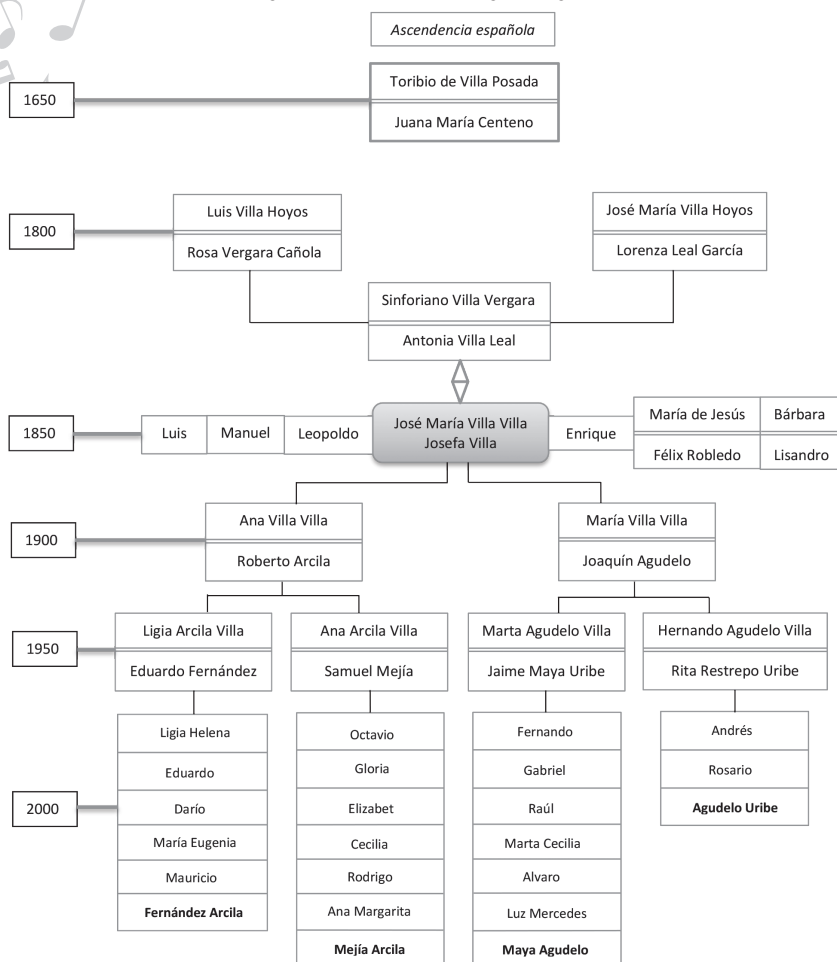 Ascendencia española
1650
Toribio de Villa Posada
Juana María Centeno
1800
Luis Villa Hoyos
Rosa Vergara Cañola
José María Villa Hoyos
Lorenza Leal García
Sinforiano Villa Vergara
Antonia Villa Leal
1850
Luis
Manuel
Leopoldo
José María Villa Villa
Josefa Villa
Enrique
María de Jesús
Félix Robledo
Bárbara
Lisandro
1900
Ana Villa Villa
Roberto Arcila
María Villa Villa
Joaquín Agudelo
1950
Ligia Arcila Villa
Eduardo Fernández
Ana Arcila Villa
Samuel Mejía
Marta Agudelo Villa
Jaime Maya Uribe
Hernando Agudelo Villa
Rita Restrepo Uribe
2000
Ligia Helena
Eduardo
Darío
María Eugenia
Mauricio
Fernández Arcila
Octavio
Gloria
Elizabet
Cecilia
Rodrigo
Ana Margarita
Mejía Arcila
Fernando
Gabriel
Raúl
Marta Cecilia
Alvaro
Luz Mercedes
Maya Agudelo
Andrés
Rosario
Agudelo Uribe